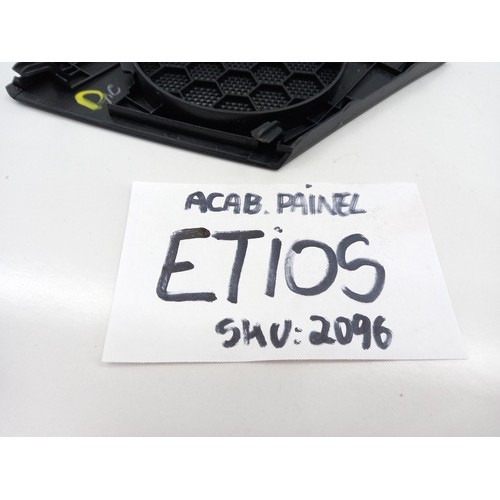 ACAB. PAINEL
ETiOS
SKU: 2096